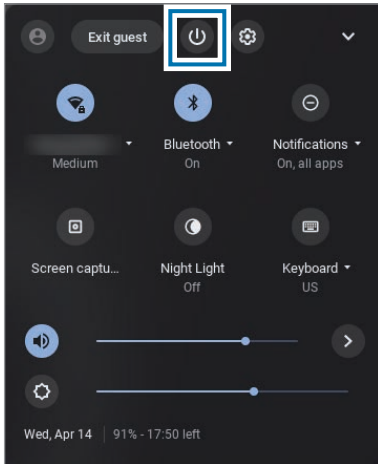 Exit guest
Bluetooth Notifications
Medium On On, all apps
Screen captu... Night Light Keyboard
Off US
Wed, Apr 14 | 91% - 17:50 left